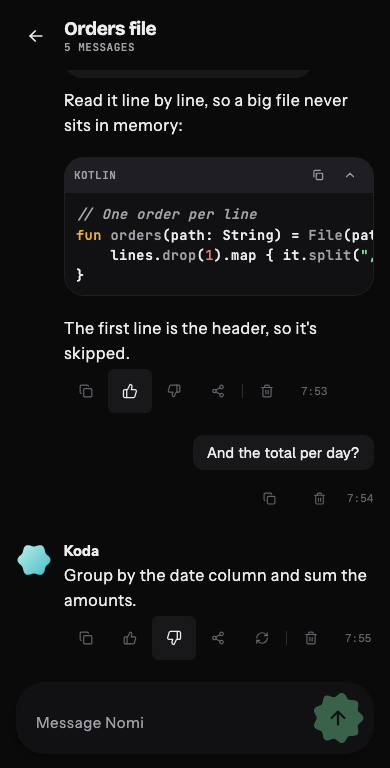 Orders file
5 MESSAGES
Read it line by line, so a big file never
sits in memory:
KOTLIN
// One order per line
fun orders(path: String) = File(pat
lines.drop(1).map { it.split(",
}
The first line is the header, so it's
skipped.
7:53
And the total per day?
7:54
Koda
Group by the date column and sum the
amounts.
7:55
Message Nomi